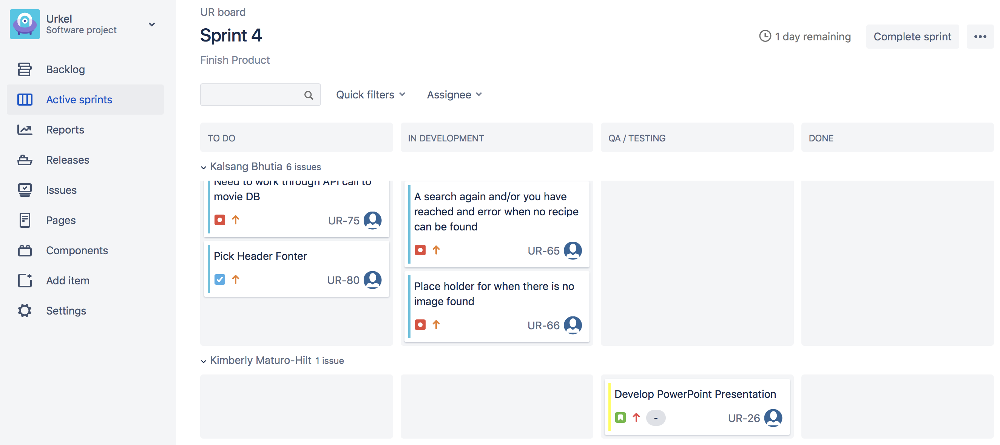 Urkel
Software project
Backlog
Active sprints
Reports
Releases
Issues
Pages
Components
Add item
Settings
UR board
Sprint 4
1 day remaining
Complete sprint
Finish Product
Quick filters
Assignee
TO DO
IN DEVELOPMENT
QA / TESTING
DONE
Kalsang Bhutia 6 issues
Need to work through API call to
movie DB
UR-75
Pick Header Fonter
UR-80
A search again and/or you have
reached and error when no recipe
can be found
UR-65
Place holder for when there is no
image found
UR-66
Kimberly Maturo-Hilt 1 issue
Develop PowerPoint Presentation
-
UR-26